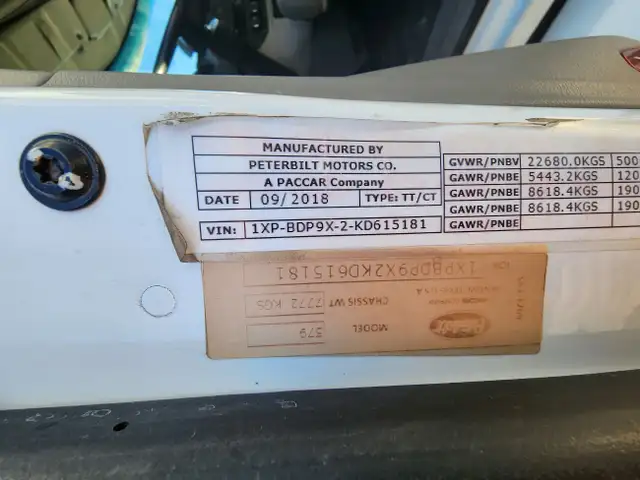 MANUFACTURED BY
PETERBILT MOTORS CO.
A PACCAR Company
DATE 09/2018 TYPE: TT/CT
VIN: 1XP-BDP9X-2-KD615181
GVWR/PNBV 22680.0KGS 500
GAWR/PNBE 5443.2KGS 120
GAWR/PNBE 8618.4KGS 190
GAWR/PNBE 8618.4KGS 190
GAWR/PNBE
MODEL 579
CHASSIS WT 7772 KGS
1XPBDP9X2KD615181